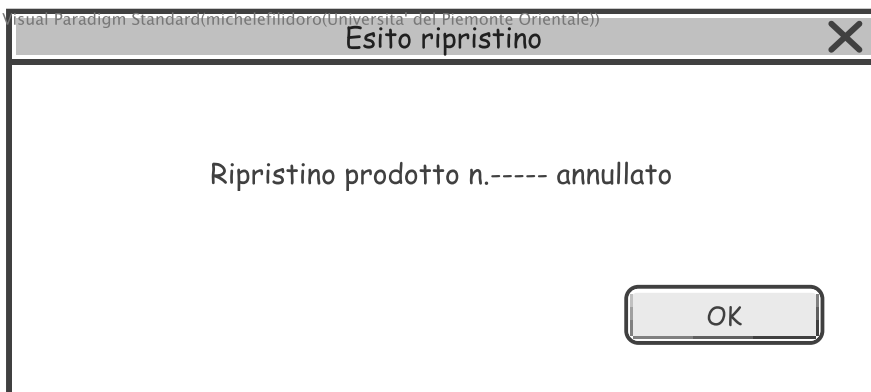 Visual Paradigm Standard(michelefilidoro(Universita' del Piemonte Orientale))
Esito ripristino
Ripristino prodotto n.----- annullato
OK